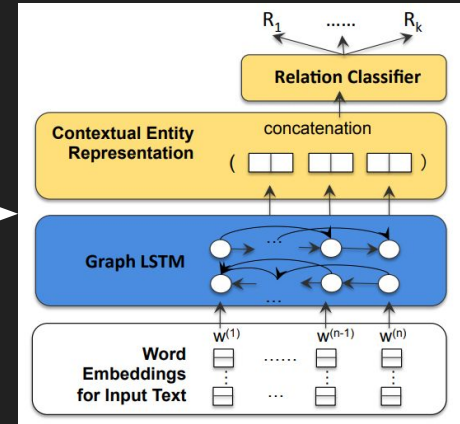 R1 ...... Rk
Relation Classifier
Contextual Entity
Representation
concatenation
( )
Graph LSTM
...
...
w(1) w(n-1) w(n)
Word
Embeddings
for Input Text
......
...